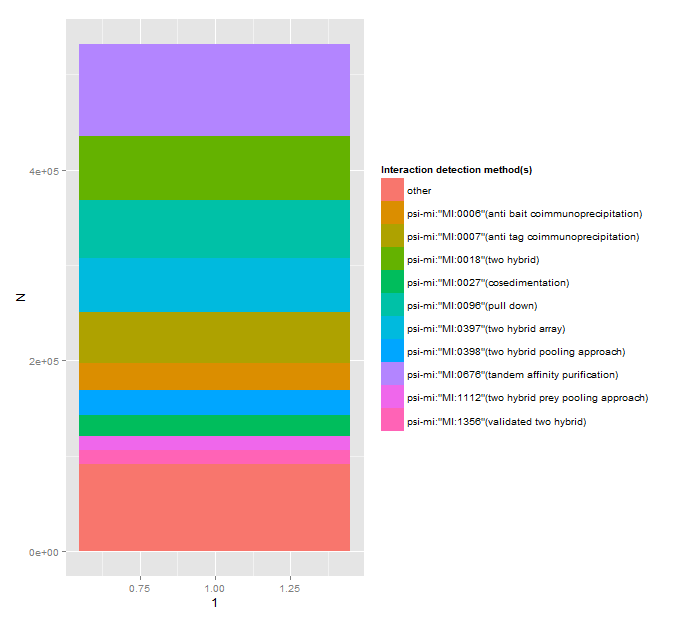 4e+05
2e+05
0e+00
N
0.75 1.00 1.25
1
Interaction detection method(s)
other
psi-mi:"MI:0006"(anti bait coimmunoprecipitation)
psi-mi:"MI:0007"(anti tag coimmunoprecipitation)
psi-mi:"MI:0018"(two hybrid)
psi-mi:"MI:0027"(cosedimentation)
psi-mi:"MI:0096"(pull down)
psi-mi:"MI:0397"(two hybrid array)
psi-mi:"MI:0398"(two hybrid pooling approach)
psi-mi:"MI:0676"(tandem affinity purification)
psi-mi:"MI:1112"(two hybrid prey pooling approach)
psi-mi:"MI:1356"(validated two hybrid)